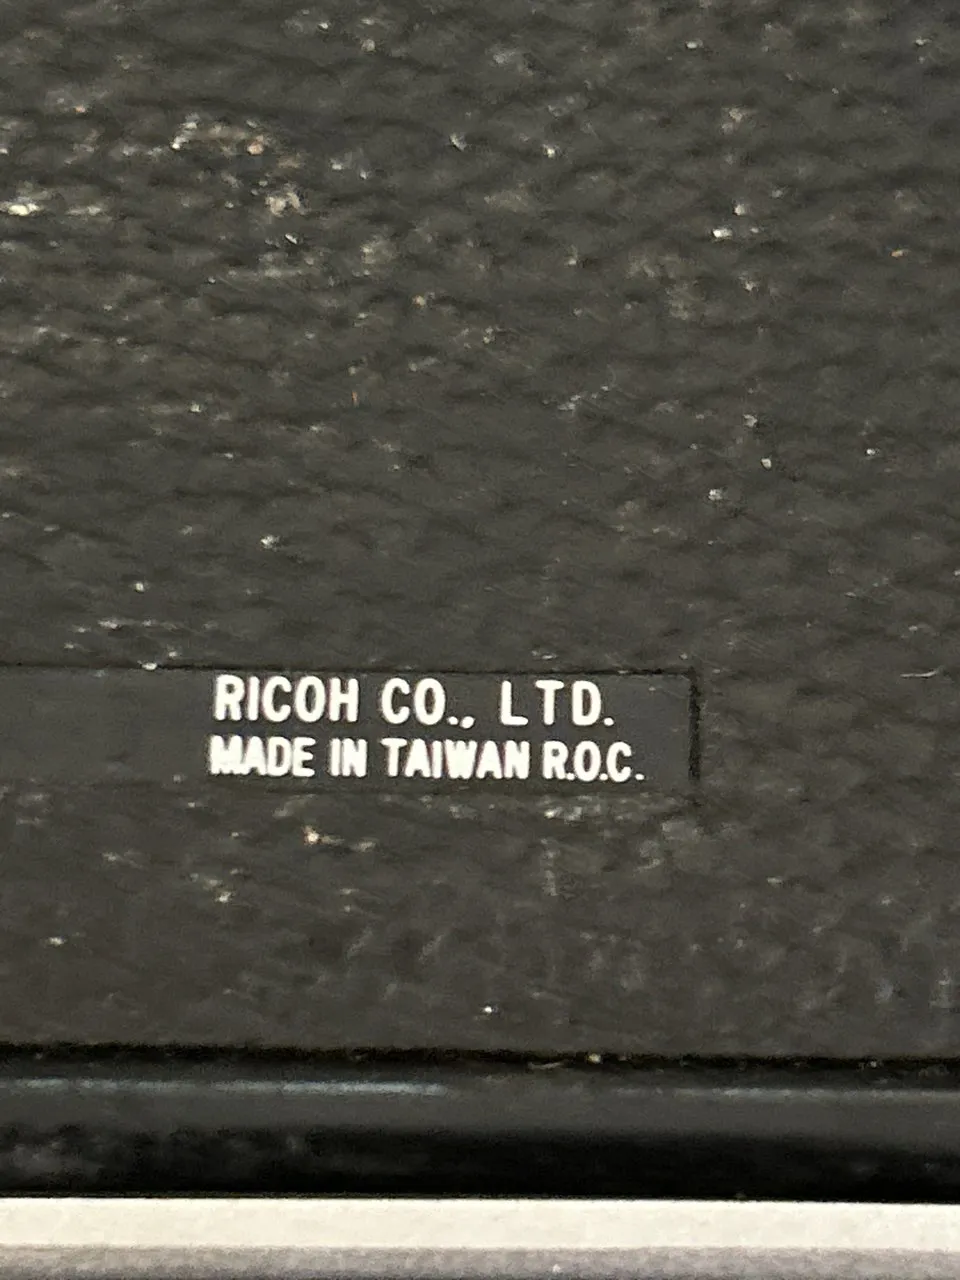 RICOH CO., LTD.
MADE IN TAIWAN R.O.C.